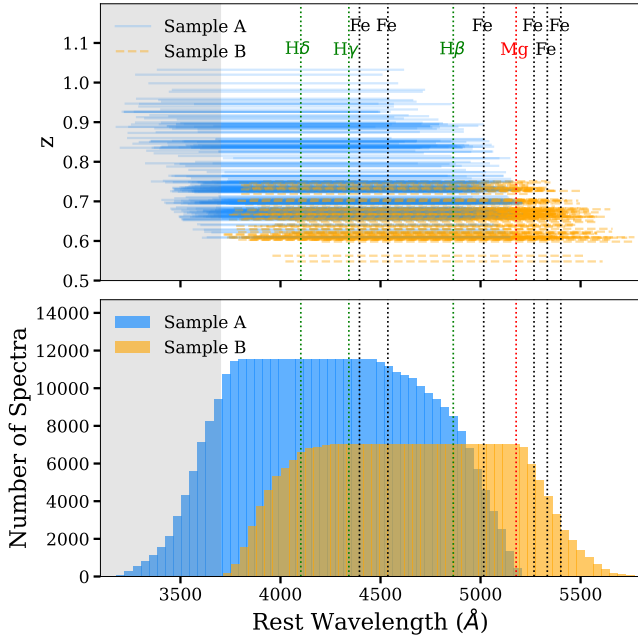 Fe Fe Fe Fe Fe
Sample A
Sample B
Hδ Hγ Hβ Mg Fe
1.1
1.0
0.9
0.8
0.7
0.6
0.5
z
Sample A
Sample B
14000
12000
10000
8000
6000
4000
2000
0
Number of Spectra
3500 4000 4500 5000 5500
Rest Wavelength (Å)